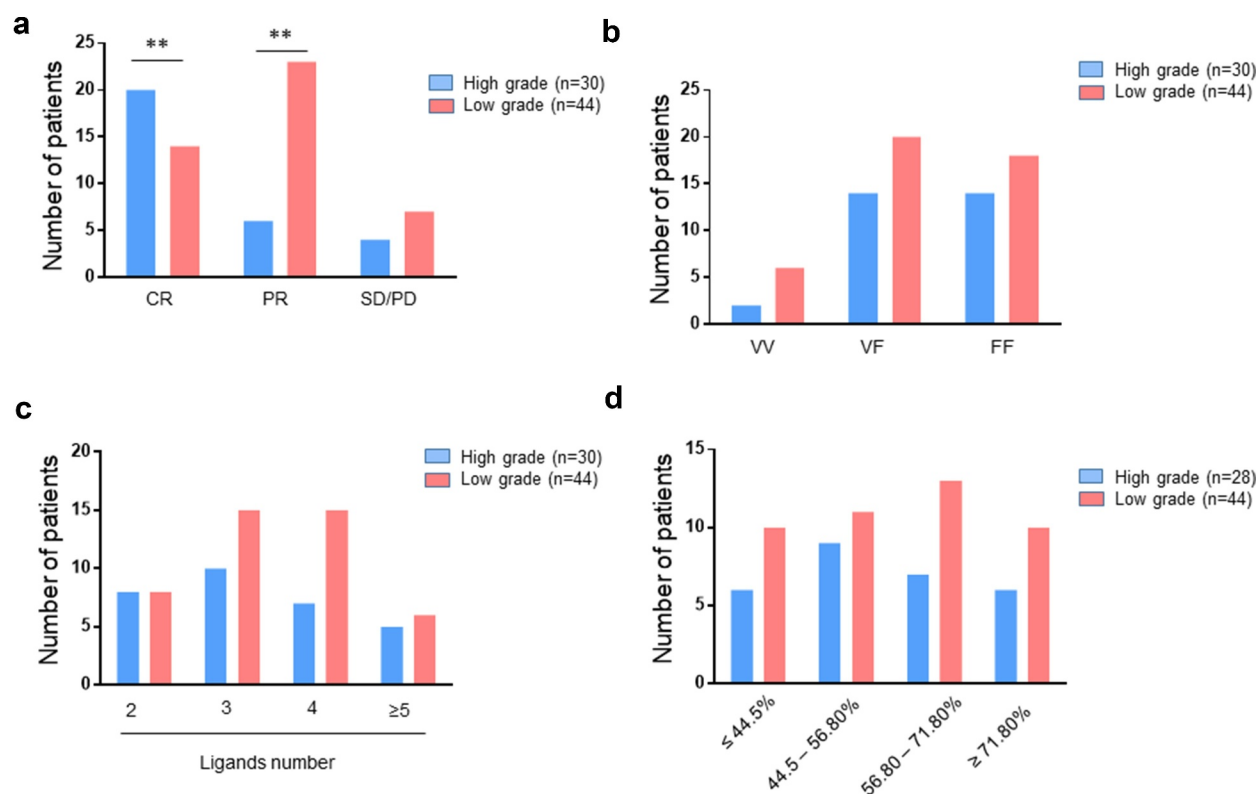 a
25
20
15
10
5
0
Number of patients
**
**
High grade (n=30)
Low grade (n=44)
CR
PR
SD/PD
b
25
20
15
10
5
0
Number of patients
High grade (n=30)
Low grade (n=44)
VV
VF
FF
c
20
15
10
5
0
Number of patients
High grade (n=30)
Low grade (n=44)
2
3
4
≥5
Ligands number
d
15
10
5
0
Number of patients
High grade (n=28)
Low grade (n=44)
≤ 44.5%
44.5 – 56.80%
56.80 – 71.80%
≥ 71.80%